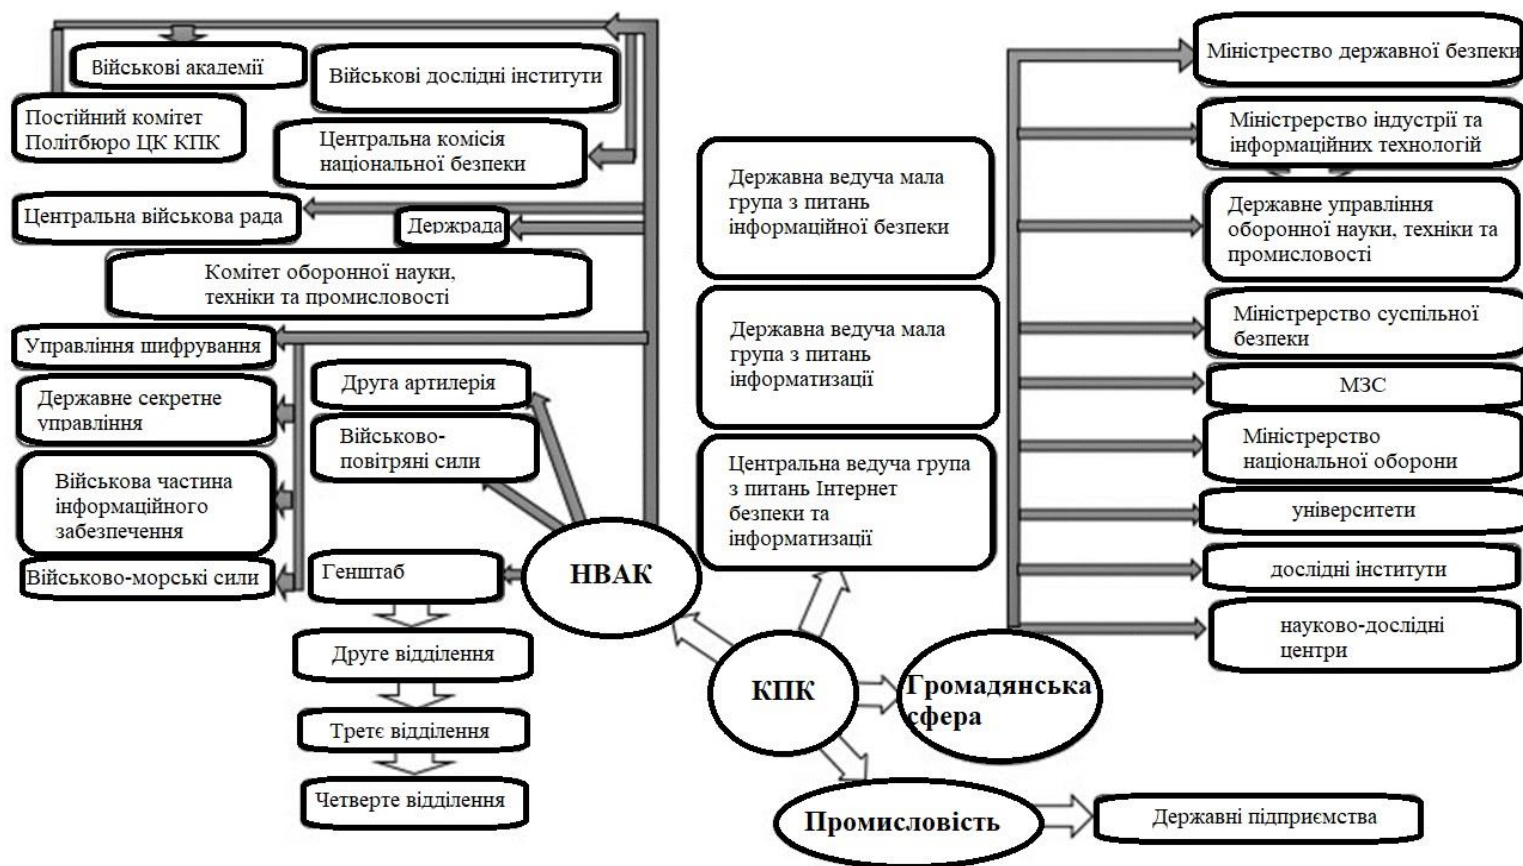 Військові академії
Військові дослідні інститути
Постійний комітет
Політбюро ЦК КПК
Центральна комісія
національної безпеки
Центральна військова рада
Держрада
Комітет оборонної науки,
техніки та промисловості
Управління шифрування
Державне секретне
управління
Військова частина
інформаційного
забезпечення
Військово-морські сили
Друга артилерія
Військово-
повітряні сили
НВАК
Генштаб
Друге відділення
Третє відділення
Четверте відділення
Державна ведуча мала
група з питань
інформаційної безпеки
Державна ведуча мала
група з питань
інформатизації
Центральна ведуча група
з питань Інтернет
безпеки та
інформатизації
КПК
Громадянська
сфера
Промисловість
Державні підприємства
Міністрество державної безпеки
Міністрерство індустрії та
інформаційних технологій
Державне управління
оборонної науки, техніки та
промисловості
Міністрерство суспільної
безпеки
МЗС
Міністрерство
національної оборони
університети
дослідні інститути
науково-дослідні
центри